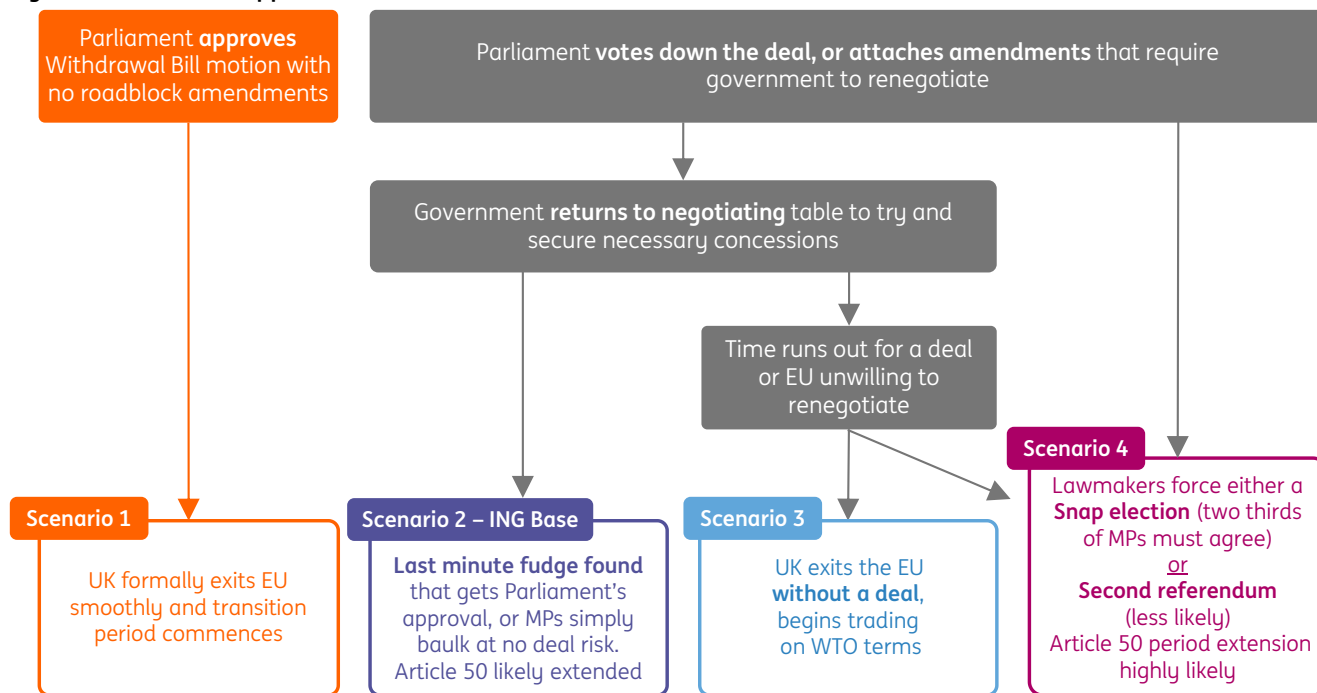 Parliament approves
Withdrawal Bill motion with
no roadblock amendments
Parliament votes down the deal, or attaches amendments that require
government to renegotiate
Government returns to negotiating table to try and
secure necessary concessions
Time runs out for a deal
or EU unwilling to
renegotiate
Scenario 1
UK formally exits EU
smoothly and transition
period commences
Scenario 2 – ING Base
Last minute fudge found
that gets Parliament’s
approval, or MPs simply
baulk at no deal risk.
Article 50 likely extended
Scenario 3
UK exits the EU
without a deal,
begins trading
on WTO terms
Scenario 4
Lawmakers force either a
Snap election (two thirds
of MPs must agree)
or
Second referendum
(less likely)
Article 50 period extension
highly likely